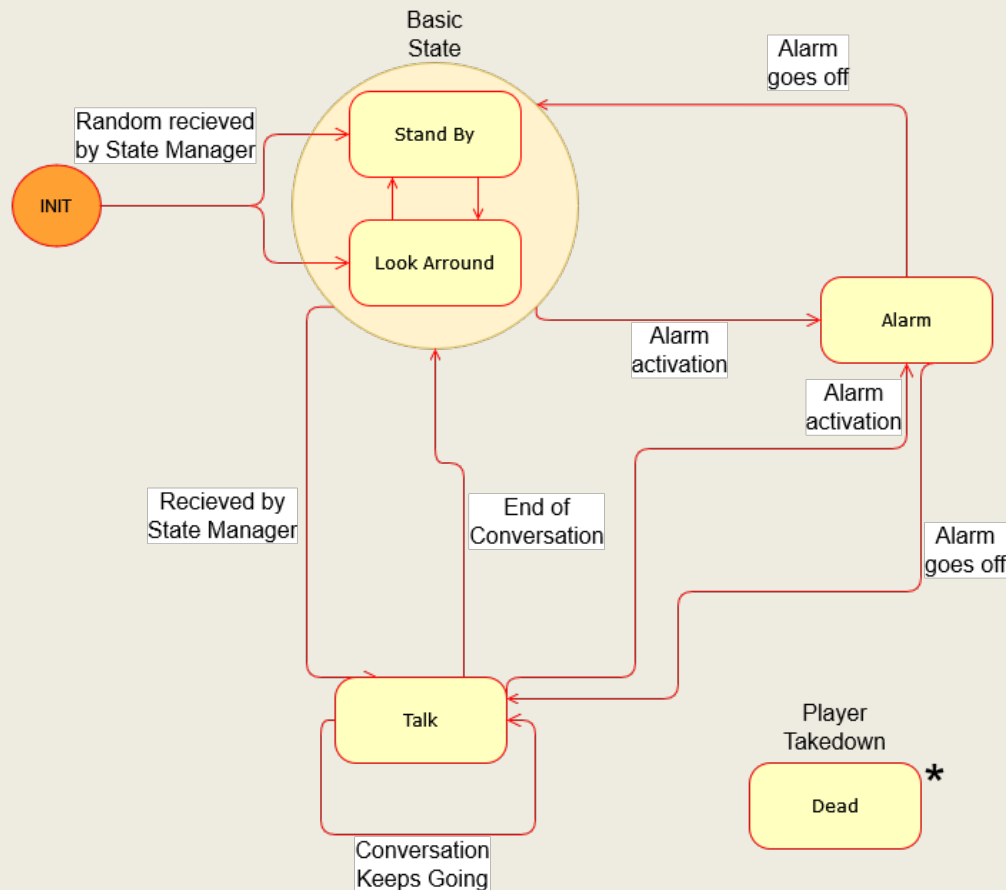 Basic
State
Alarm
goes off
Random recieved
by State Manager
Stand By
INIT
Look Arround
Alarm
Alarm
activation
Alarm
activation
Recieved by
State Manager
End of
Conversation
Alarm
goes off
Talk
Player
Takedown
*
Dead
Conversation
Keeps Going